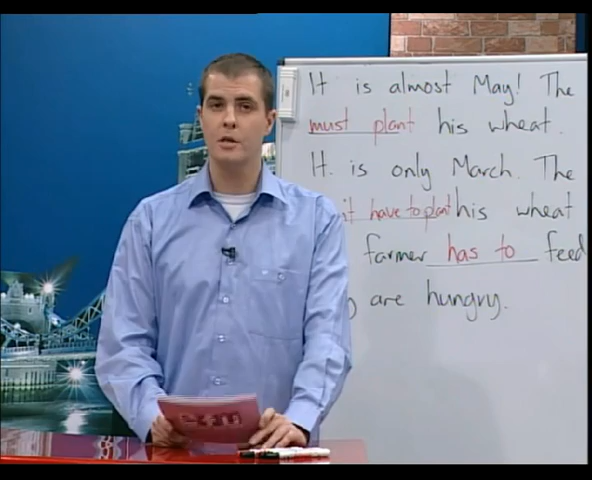 It is almost May! The
must plant his wheat.
It is only March. The
't have to plant his wheat
farmer has to feed
are hungry.